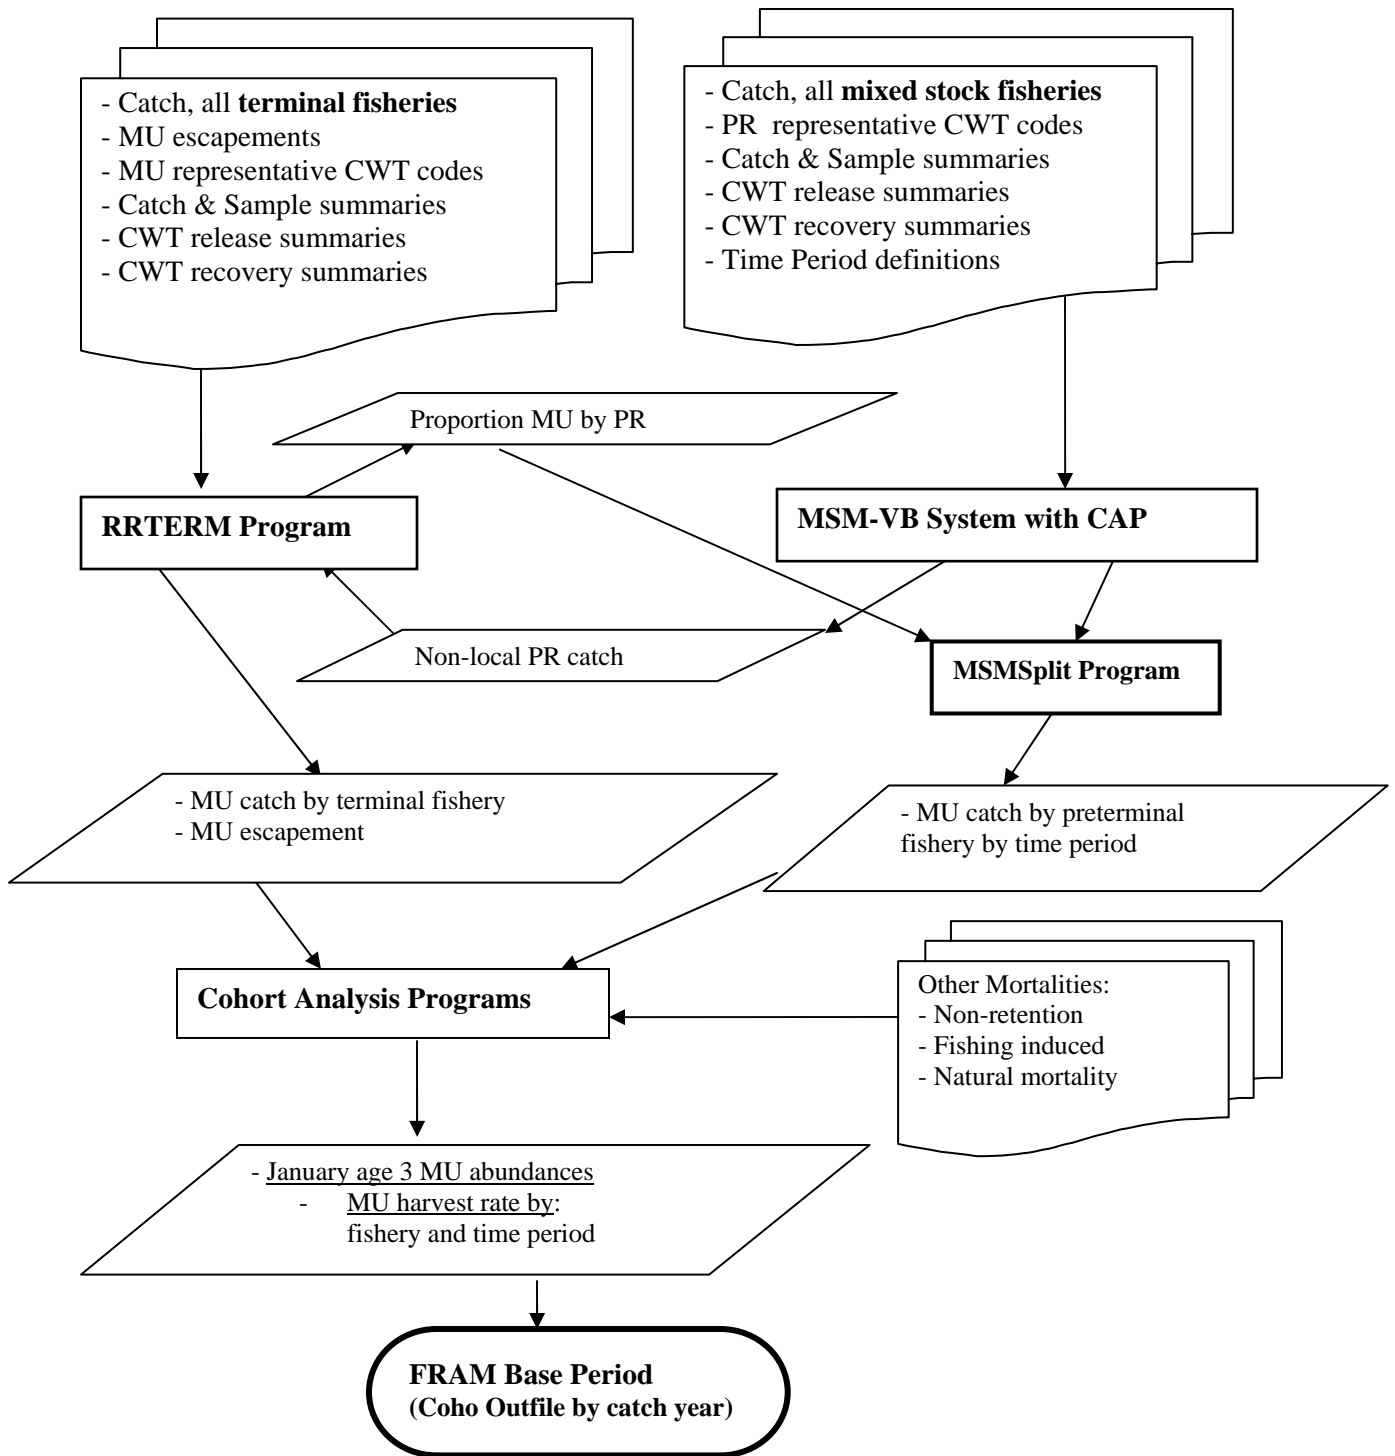 - Catch, all terminal fisheries
- MU escapements
- MU representative CWT codes
- Catch & Sample summaries
- CWT release summaries
- CWT recovery summaries
- Catch, all mixed stock fisheries
- PR representative CWT codes
- Catch & Sample summaries
- CWT release summaries
- CWT recovery summaries
- Time Period definitions
Proportion MU by PR
RRTERM Program
MSM-VB System with CAP
Non-local PR catch
MSMSplit Program
- MU catch by terminal fishery
- MU escapement
- MU catch by preterminal
fishery by time period
Cohort Analysis Programs
Other Mortalities:
- Non-retention
- Fishing induced
- Natural mortality
- January age 3 MU abundances
- MU harvest rate by:
fishery and time period
FRAM Base Period
(Coho Outfile by catch year)